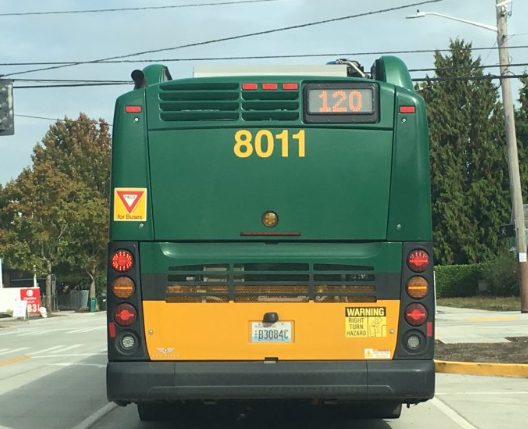 120
8011
YIELD
for Buses
B3084C
WARNING
RIGHT
TURN
HAZARD